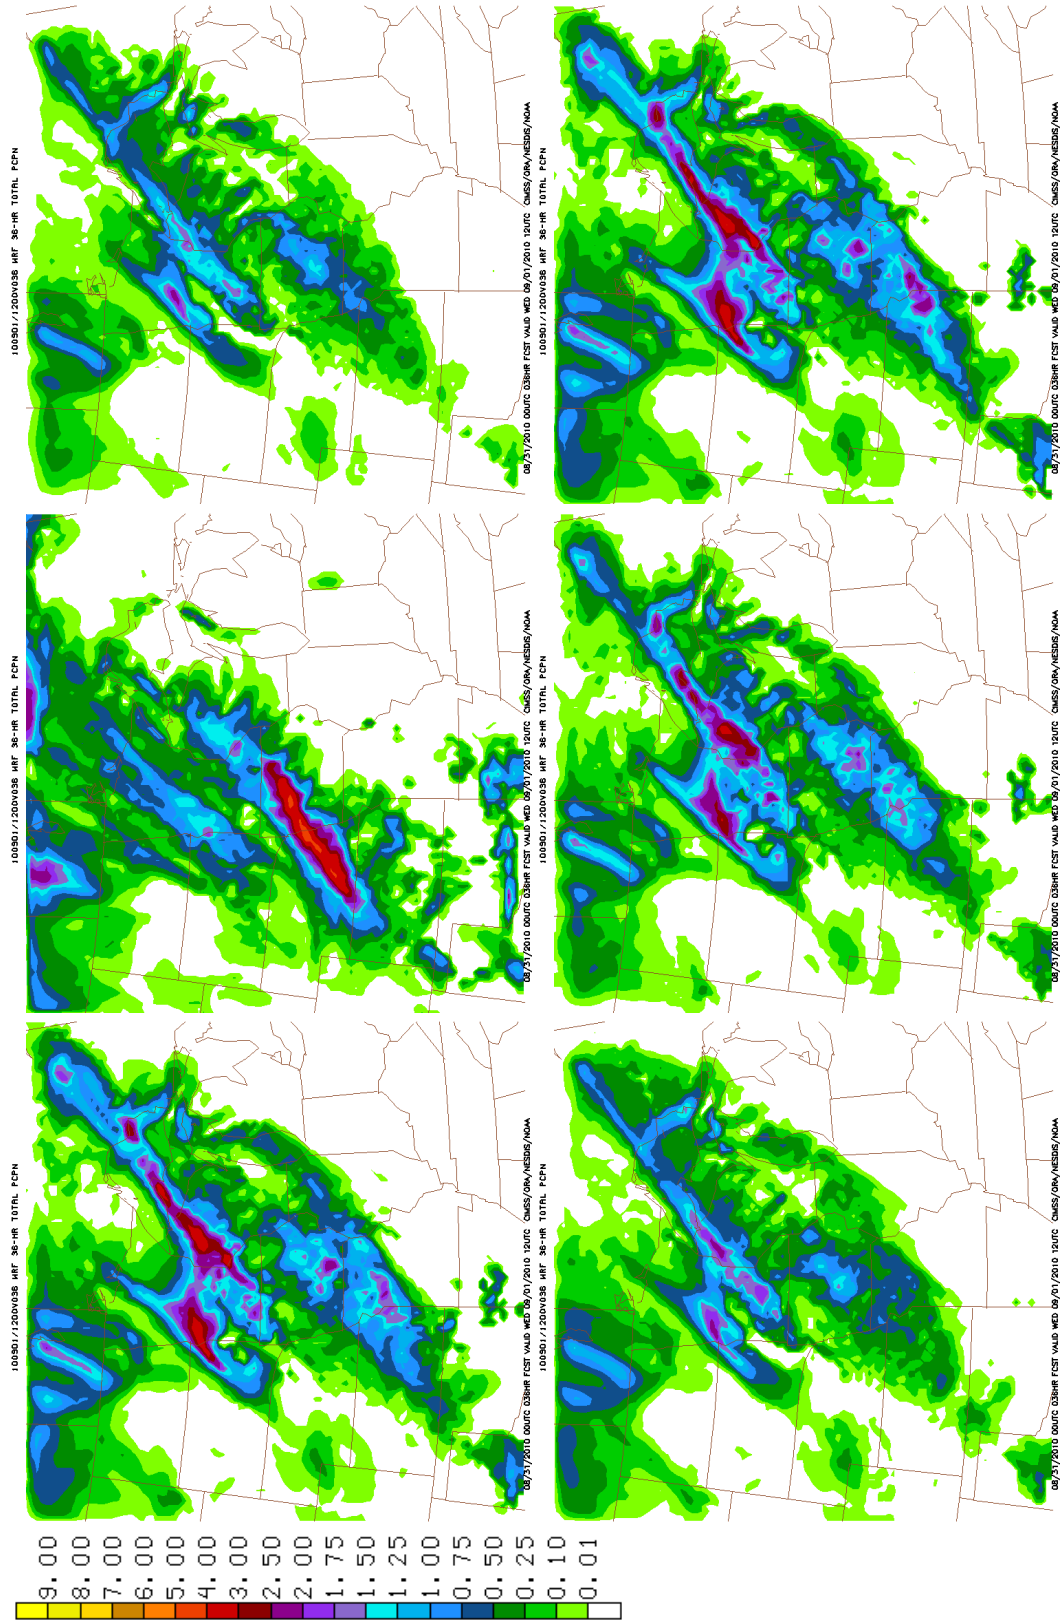 100901/1200V036 WRF 36-HR TOTAL PCPN
08/31/2010 00UTC 036HR FCST VALID WED 09/01/2010 12UTC CIMSS/ORA/NESDIS/NOAA
100901/1200V036 WRF 36-HR TOTAL PCPN
08/31/2010 00UTC 036HR FCST VALID WED 09/01/2010 12UTC CIMSS/ORA/NESDIS/NOAA
100901/1200V036 WRF 36-HR TOTAL PCPN
08/31/2010 00UTC 036HR FCST VALID WED 09/01/2010 12UTC CIMSS/ORA/NESDIS/NOAA
100901/1200V036 WRF 36-HR TOTAL PCPN
08/31/2010 00UTC 036HR FCST VALID WED 09/01/2010 12UTC CIMSS/ORA/NESDIS/NOAA
100901/1200V036 WRF 36-HR TOTAL PCPN
08/31/2010 00UTC 036HR FCST VALID WED 09/01/2010 12UTC CIMSS/ORA/NESDIS/NOAA
100901/1200V036 WRF 36-HR TOTAL PCPN
08/31/2010 00UTC 036HR FCST VALID WED 09/01/2010 12UTC CIMSS/ORA/NESDIS/NOAA
9.00
8.00
7.00
6.00
5.00
4.00
3.00
2.50
2.00
1.75
1.50
1.25
1.00
0.75
0.50
0.25
0.10
0.01